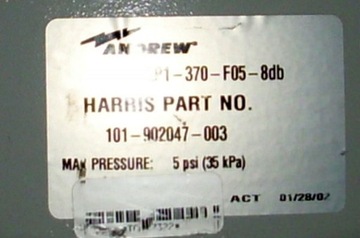 ANDREW
P1-370-F05-8db
HARRIS PART NO.
101-902047-003
MAX PRESSURE: 5 psi (35 kPa)
ACT 01/28/02